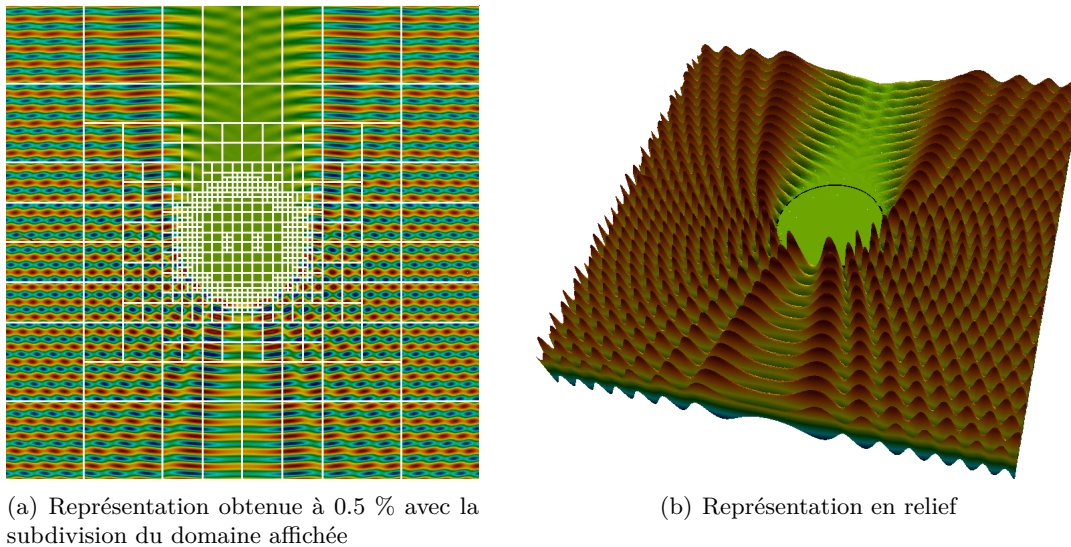 (a) Représentation obtenue à 0.5 % avec la
subdivision du domaine affichée
(b) Représentation en relief